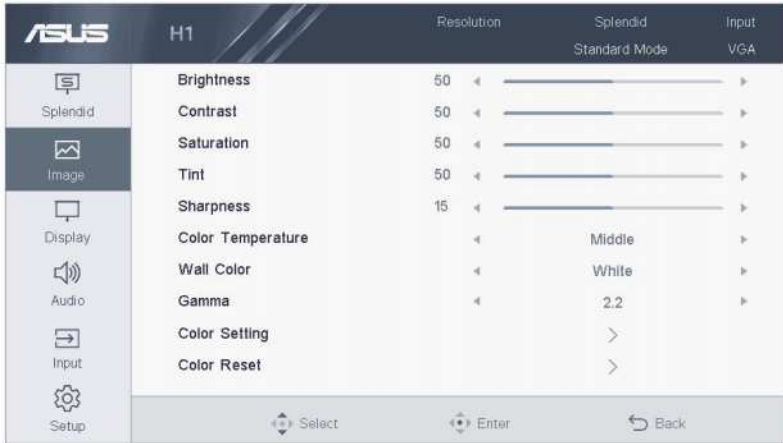 ASUS H1 Resolution Splendid Input
Standard Mode VGA
Splendid
Image
Display
Audio
Input
Setup
Brightness 50
Contrast 50
Saturation 50
Tint 50
Sharpness 15
Color Temperature Middle
Wall Color White
Gamma 2.2
Color Setting
Color Reset
Select Enter Back